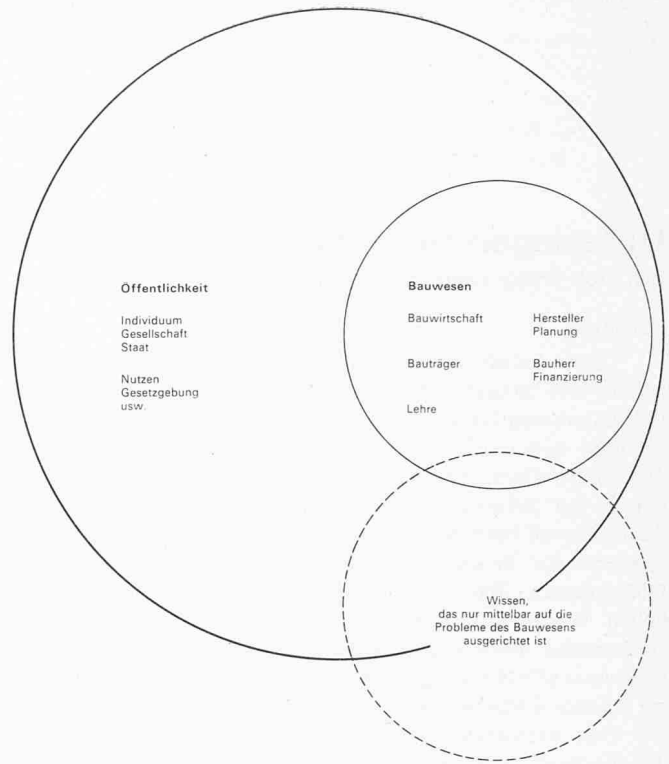 Öffentlichkeit
Individuum
Gesellschaft
Staat
Nutzen
Gesetzgebung
usw.
Bauwesen
Bauwirtschaft
Hersteller
Planung
Bauträger
Bauherr
Finanzierung
Lehre
Wissen,
das nur mittelbar auf die
Probleme des Bauwesens
ausgerichtet ist